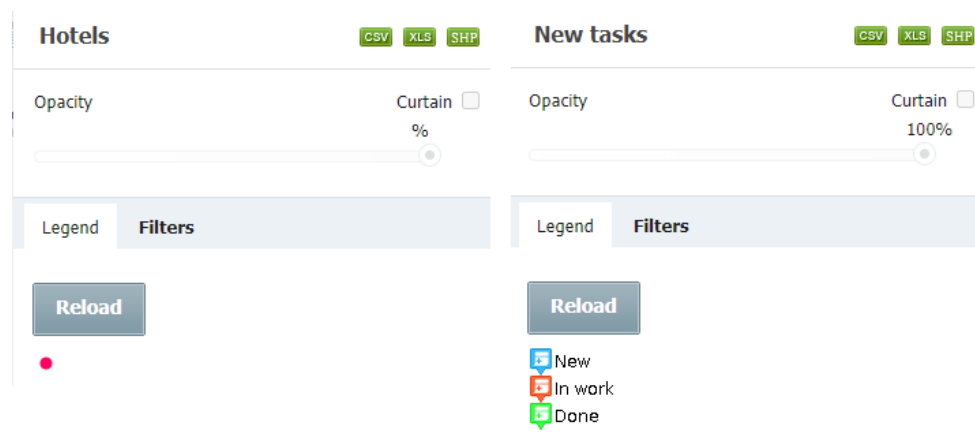 Hotels
CSV XLS SHP
Opacity
Curtain
%
Legend Filters
Reload
New tasks
CSV XLS SHP
Opacity
Curtain
100%
Legend Filters
Reload
New
In work
Done